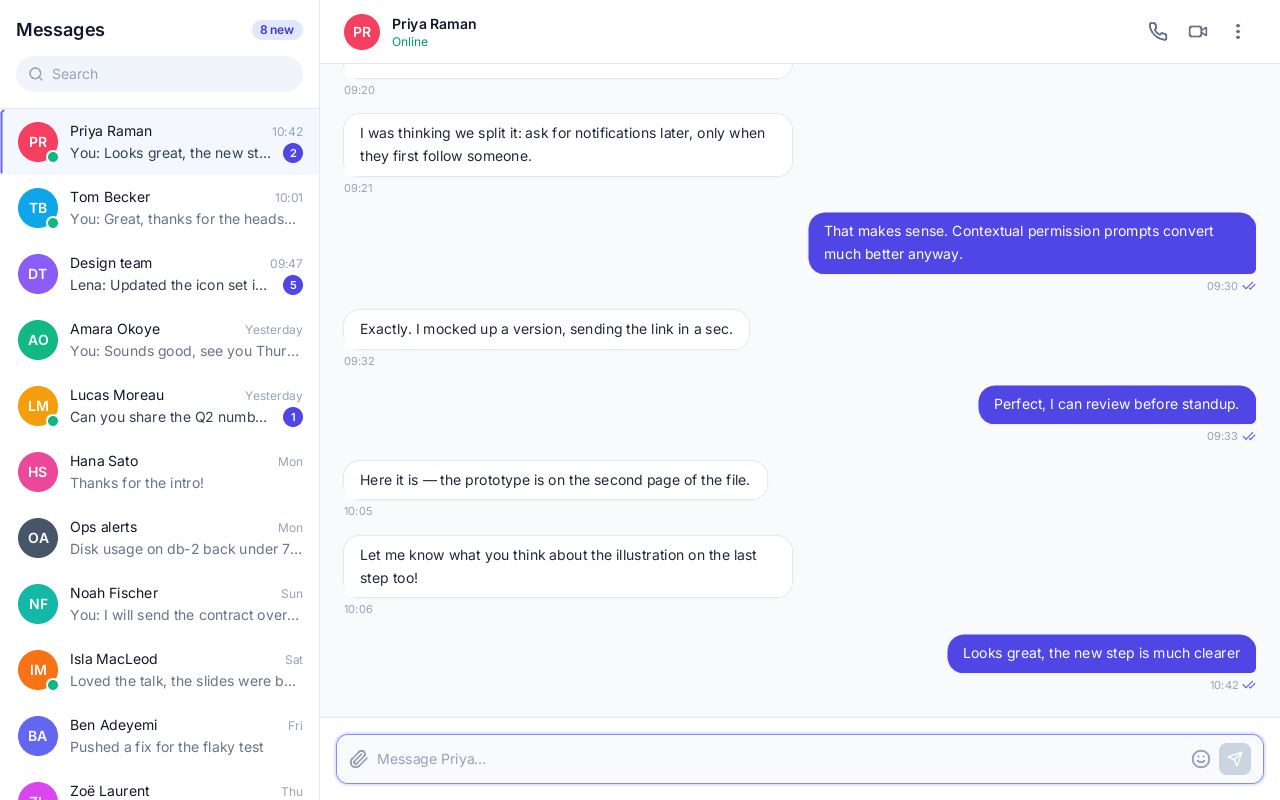 Messages
8 new
Search
PR
Priya Raman
10:42
You: Looks great, the new st...
2
TB
Tom Becker
10:01
You: Great, thanks for the heads...
DT
Design team
09:47
Lena: Updated the icon set i...
5
AO
Amara Okoye
Yesterday
You: Sounds good, see you Thur...
LM
Lucas Moreau
Yesterday
Can you share the Q2 numb...
1
HS
Hana Sato
Mon
Thanks for the intro!
OA
Ops alerts
Mon
Disk usage on db-2 back under 7...
NF
Noah Fischer
Sun
You: I will send the contract over...
IM
Isla MacLeod
Sat
Loved the talk, the slides were b...
BA
Ben Adeyemi
Fri
Pushed a fix for the flaky test
ZL
Zoë Laurent
Thu
PR
Priya Raman
Online
09:20
I was thinking we split it: ask for notifications later, only when
they first follow someone.
09:21
That makes sense. Contextual permission prompts convert
much better anyway.
09:30
Exactly. I mocked up a version, sending the link in a sec.
09:32
Perfect, I can review before standup.
09:33
Here it is — the prototype is on the second page of the file.
10:05
Let me know what you think about the illustration on the last
step too!
10:06
Looks great, the new step is much clearer
10:42
Message Priya...